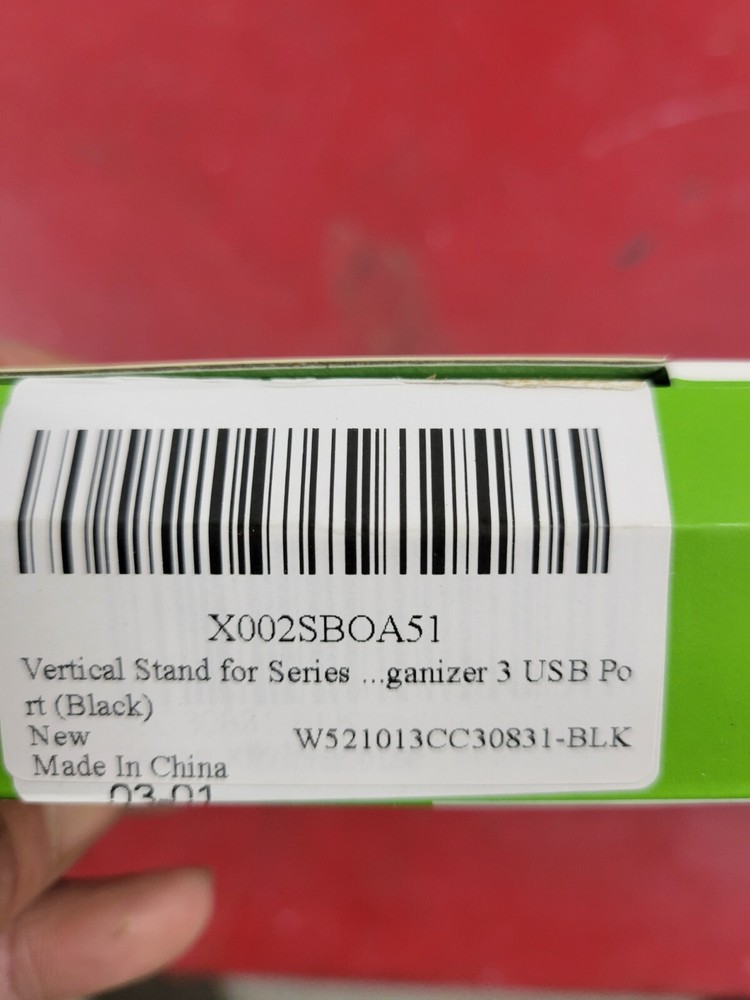 X002SBOA51
Vertical Stand for Series ...ganizer 3 USB Po
rt (Black)
New W521013CC30831-BLK
Made In China
03-01